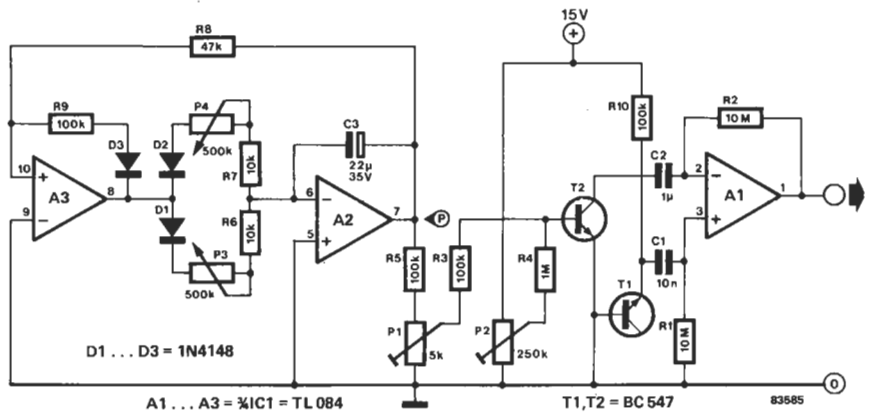 15V
+
R8
47k
R9
100k
P4
500k
D3
D2
R7
10k
C3
22µ
35V
R10
100k
R2
10 M
C2
1µ
T2
10
+
A3
8
9
−
6
−
A2
7
P
5
+
2
−
A1
1
3
+
D1
R6
10k
P3
500k
R5
100k
R3
100k
R4
1M
C1
10n
T1
P1
5k
P2
250k
R1
10 M
D1 . . . D3 = 1N4148
0
A1 . . . A3 = ¾IC1 = TL 084
T1,T2 = BC 547
83585